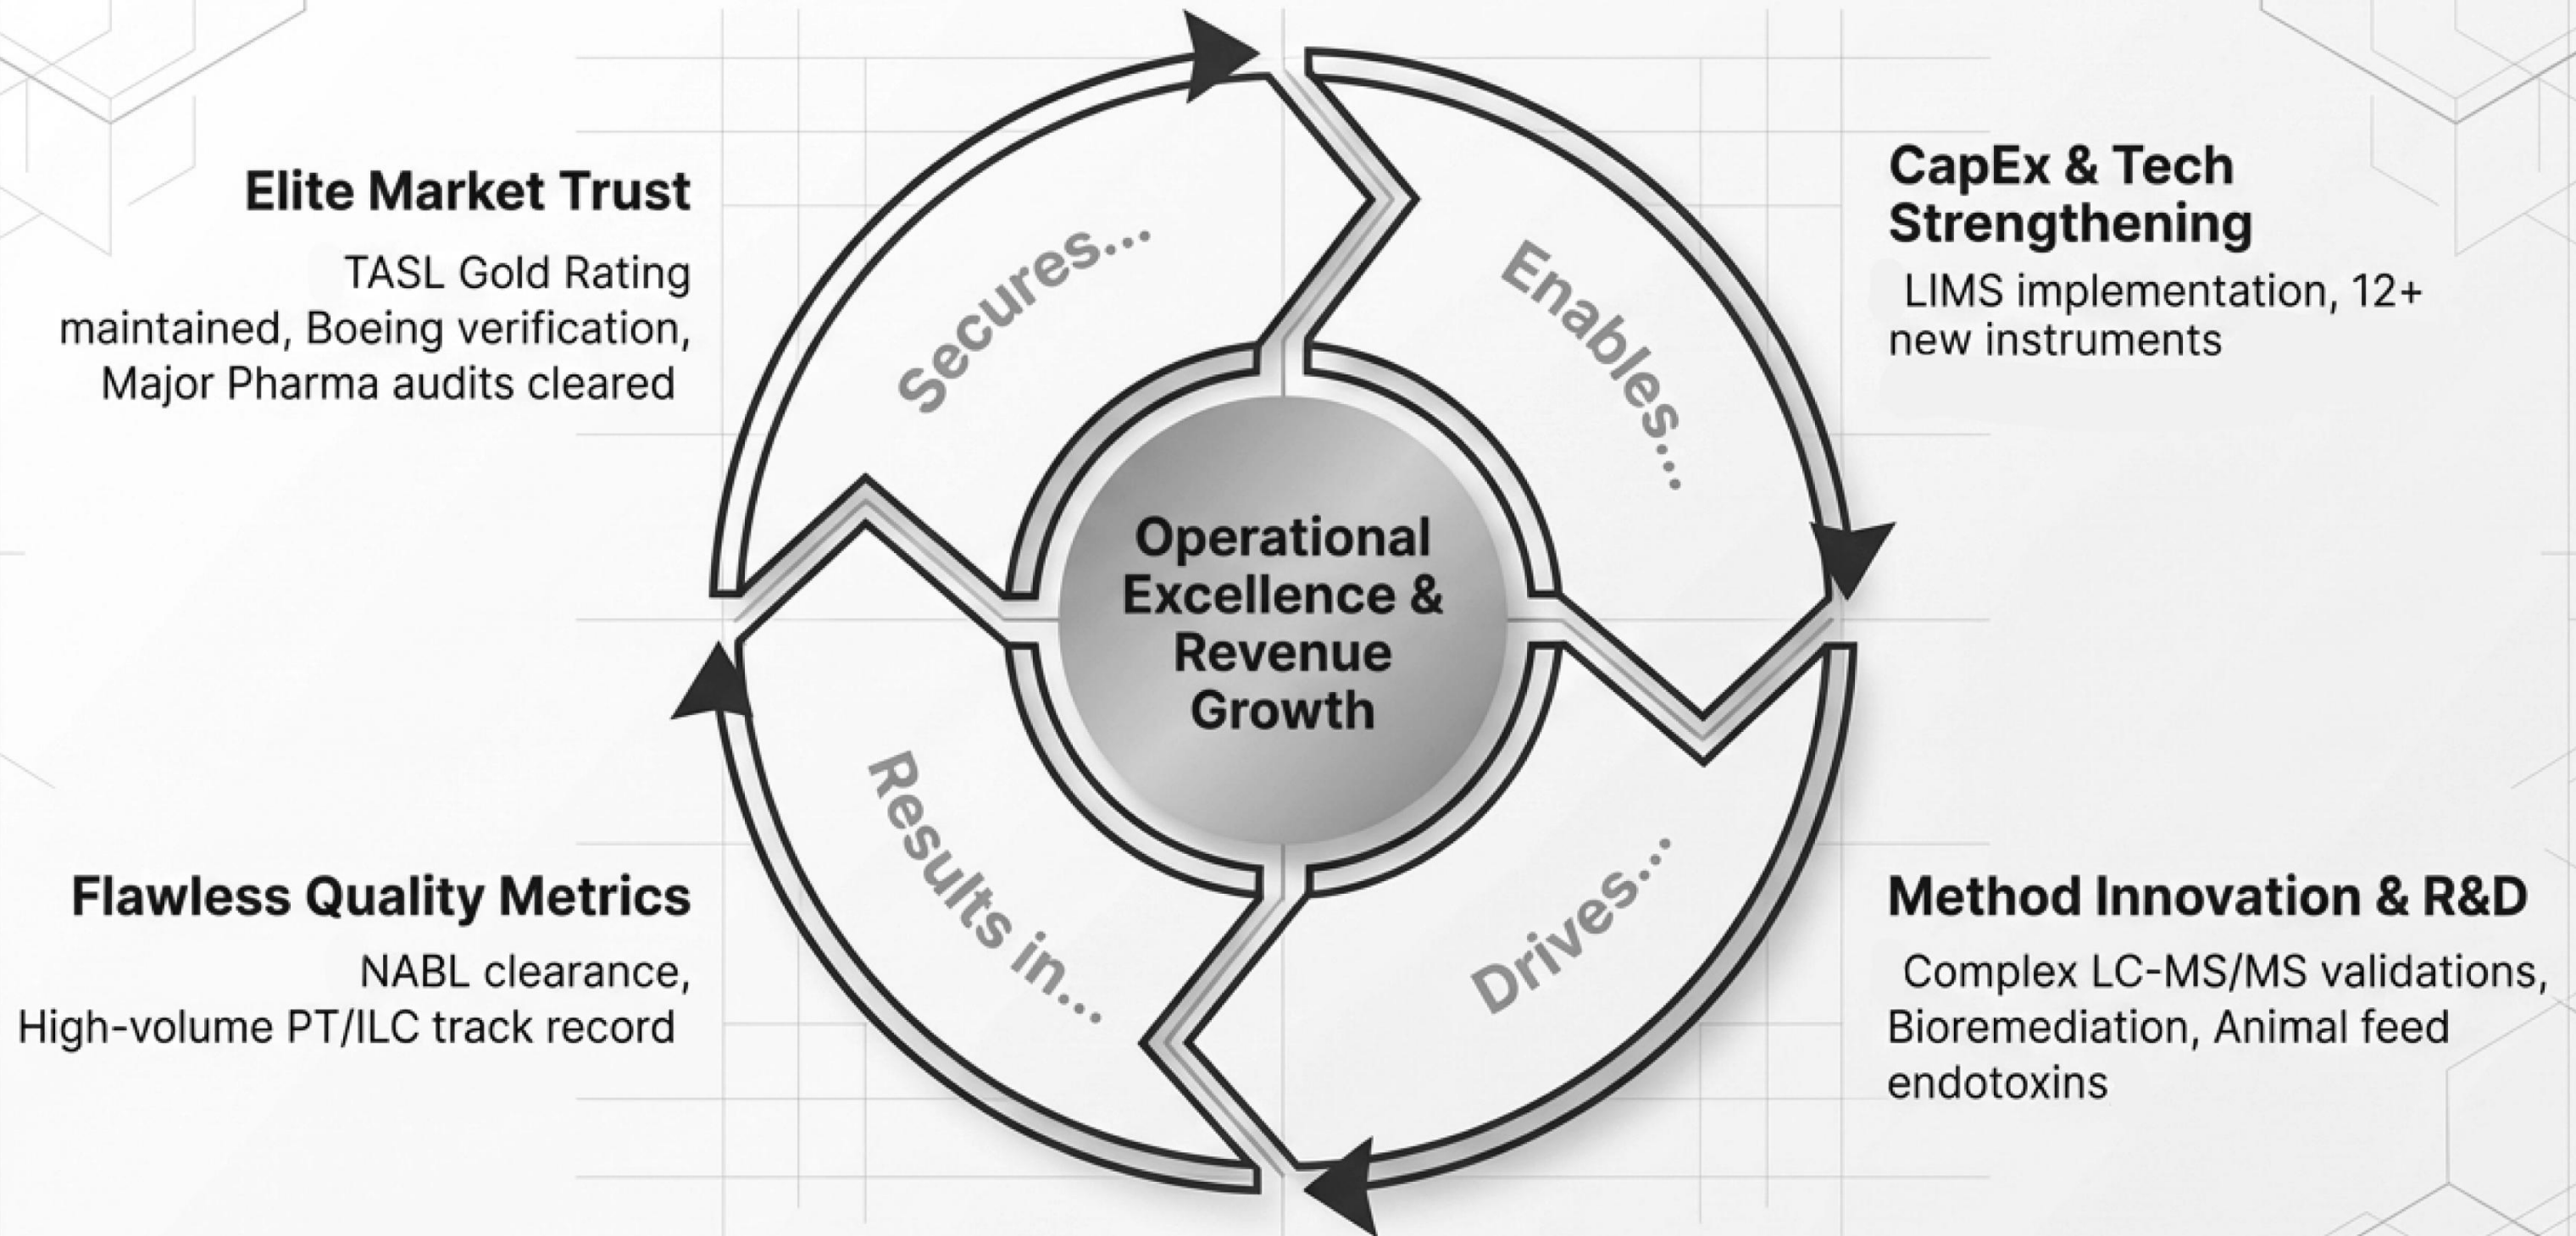 Elite Market Trust
TASL Gold Rating
maintained, Boeing verification,
Major Pharma audits cleared
Secures...
Enables...
CapEx & Tech
Strengthening
LIMS implementation, 12+
new instruments
Operational
Excellence &
Revenue
Growth
Flawless Quality Metrics
NABL clearance,
High-volume PT/ILC track record
Results in...
Drives...
Method Innovation & R&D
Complex LC-MS/MS validations,
Bioremediation, Animal feed
endotoxins